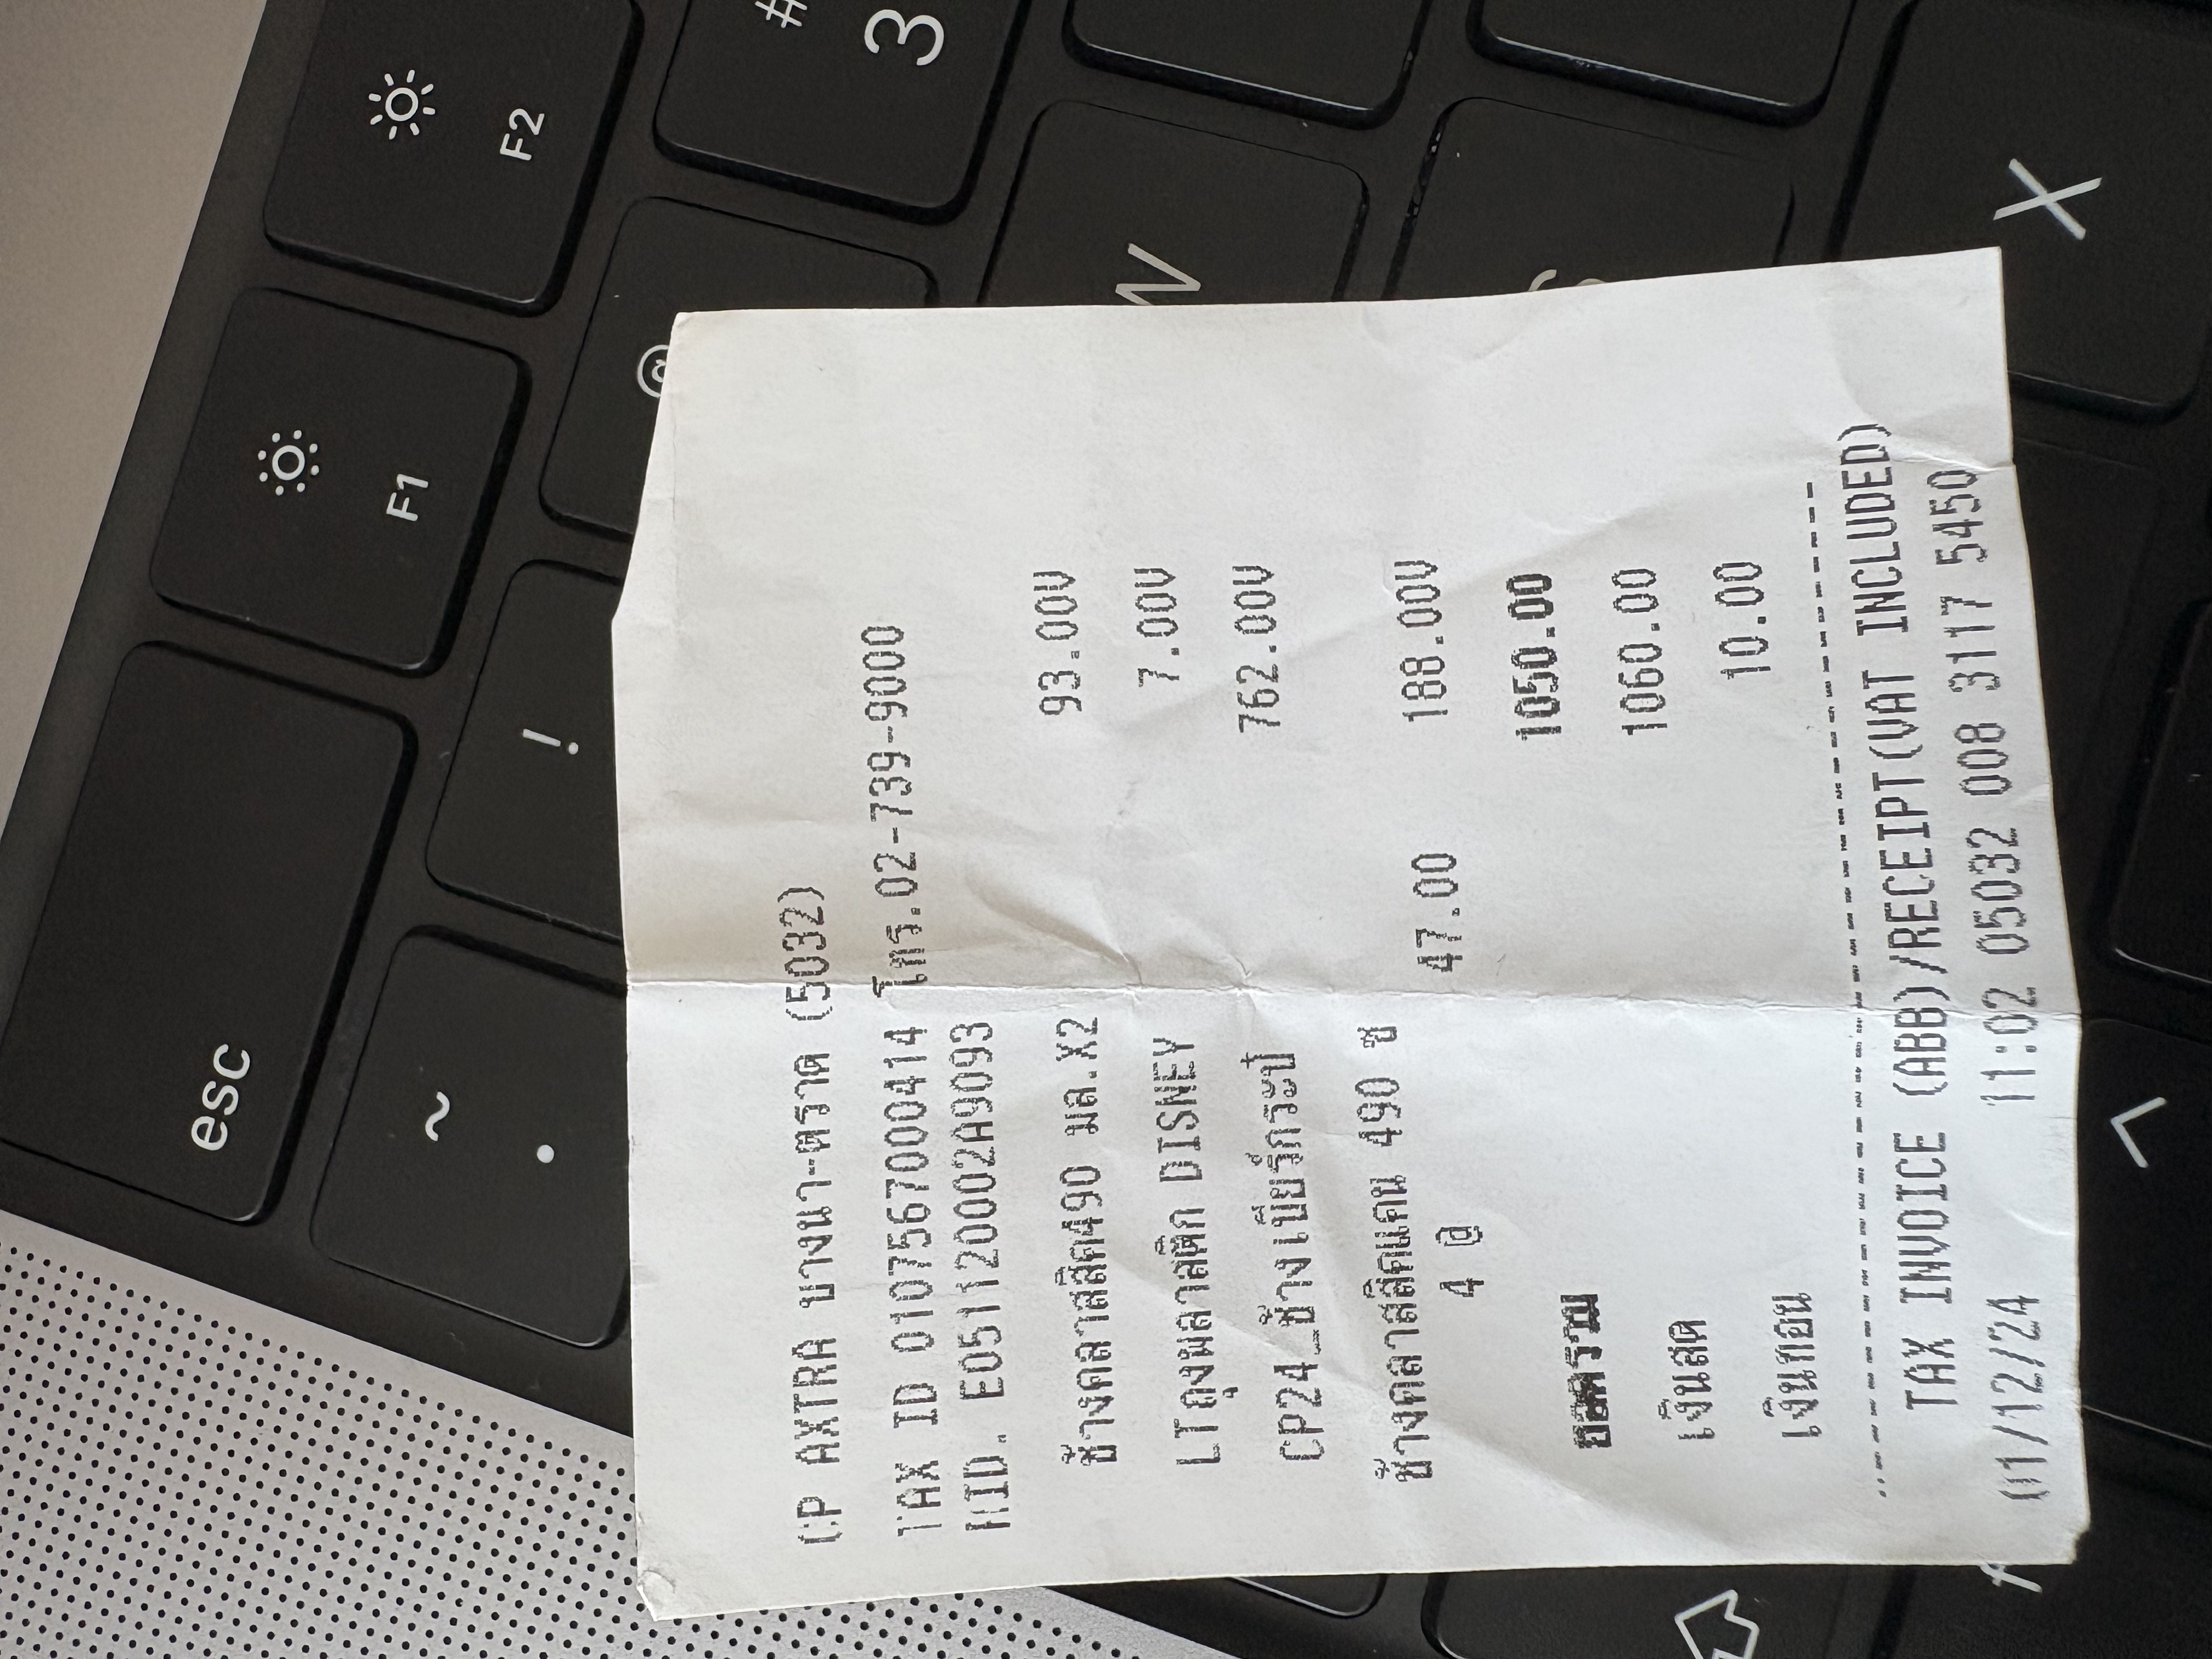 esc
F1
F2
~
!
@
#
3
CP AXTRA บางนา-ตราด (5032)
TAX ID 0107567000414 โทร.02-739-9000
RID. E051120002A9093
ช้างคลาสสิค490 มล.X2 93.00V
LTถุงพลาสติก DISNEY 7.00V
CP24_ช้างเบียร์กระป๋ 762.00V
ช้างคลาสสิคแคน 490 ซ
4 @ 47.00 188.00V
ยอดรวม 1050.00
เงินสด 1060.00
เงินทอน 10.00
TAX INVOICE (ABB)/RECEIPT(VAT INCLUDED)
01/12/24 11:02 05032 008 3117 5450
X